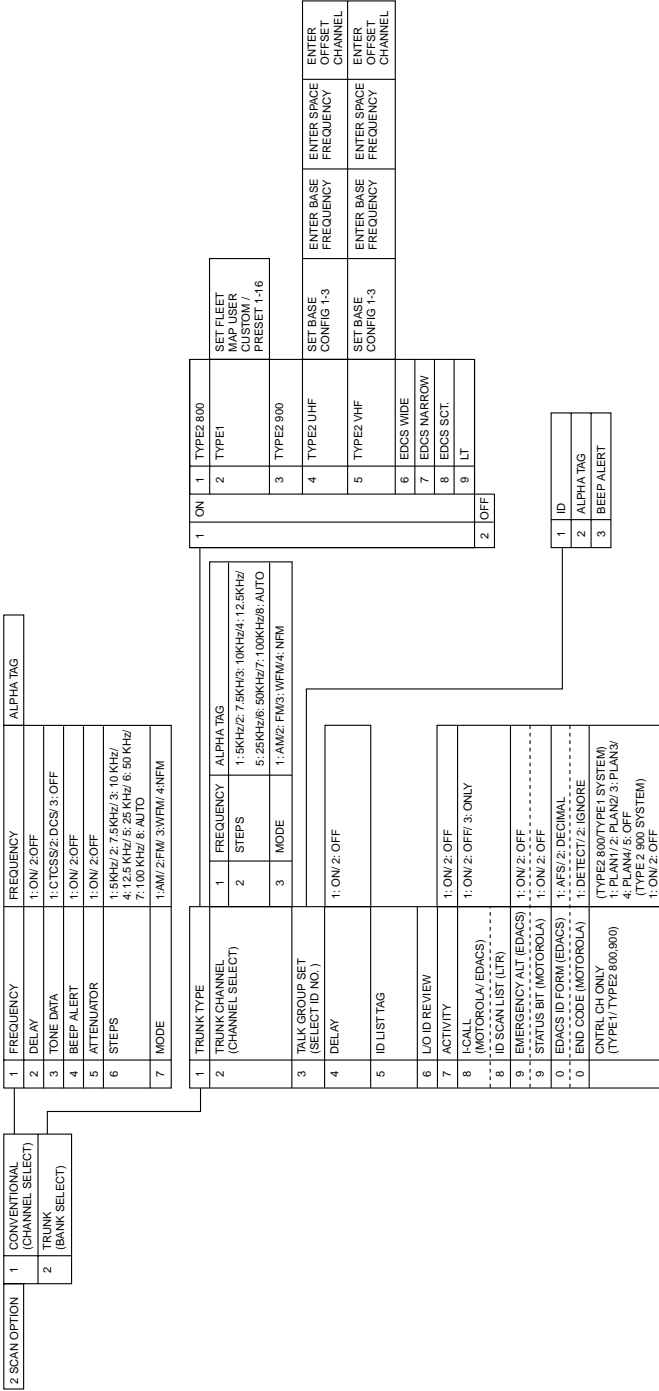 2 SCAN OPTION
1 CONVENTIONAL
(CHANNEL SELECT)
2 TRUNK
(BANK SELECT)
1 FREQUENCY FREQUENCY ALPHA TAG
2 DELAY 1: ON/ 2:OFF
3 TONE DATA 1: CTCSS/2: DCS/ 3: OFF
4 BEEP ALERT 1: ON/ 2:OFF
5 ATTENUATOR 1: ON/ 2:OFF
6 STEPS 1: 5KHz/ 2: 7.5KHz/ 3: 10 KHz/
4:12.5 KHz/ 5: 25 KHz/ 6: 50 KHz/
7: 100 KHz/ 8: AUTO
7 MODE 1:AM/ 2:FM/ 3:WFM/ 4:NFM
1 TRUNK TYPE
2 TRUNK CHANNEL
(CHANNEL SELECT)
3 TALK GROUP SET
(SELECT ID NO. )
4 DELAY 1: ON/ 2: OFF
5 ID LIST TAG
6 L/O ID REVIEW
7 ACTIVITY 1: ON/ 2: OFF
8 I-CALL
(MOTOROLA/ EDACS) 1: ON/ 2: OFF/ 3: ONLY
8 ID SCAN LIST (LTR)
9 EMERGENCY ALT (EDACS) 1: ON/ 2: OFF
9 STATUS BIT (MOTOROLA) 1: ON/ 2: OFF
0 EDACS ID FORM (EDACS) 1: AFS/ 2: DECIMAL
0 END CODE (MOTOROLA) 1: DETECT/ 2: IGNORE
CNTRL CH ONLY
(TYPE1/ TYPE2 800,900)
(TYPE2 800/TYPE1 SYSTEM)
1: PLAN1/ 2: PLAN2/ 3: PLAN3/
4: PLAN4/ 5: OFF
(TYPE 2 900 SYSTEM)
1: ON/ 2: OFF
1 FREQUENCY ALPHA TAG
2 STEPS 1: 5KHz/2: 7.5KH/3: 10KHz/4: 12.5KHz/
5: 25KHz/6: 50KHz/7: 100KHz/8: AUTO
3 MODE 1: AM/2: FM/3: WFM/4: NFM
1 ON
2 OFF
1 TYPE2 800
2 TYPE1 SET FLEET
MAP USER
CUSTOM /
PRESET 1-16
3 TYPE2 900
4 TYPE2 UHF SET BASE
CONFIG 1-3 ENTER BASE
FREQUENCY ENTER SPACE
FREQUENCY ENTER
OFFSET
CHANNEL
5 TYPE2 VHF SET BASE
CONFIG 1-3 ENTER BASE
FREQUENCY ENTER SPACE
FREQUENCY ENTER
OFFSET
CHANNEL
6 EDCS WIDE
7 EDCS NARROW
8 EDCS SCT.
9 LT
1 ID
2 ALPHA TAG
3 BEEP ALERT